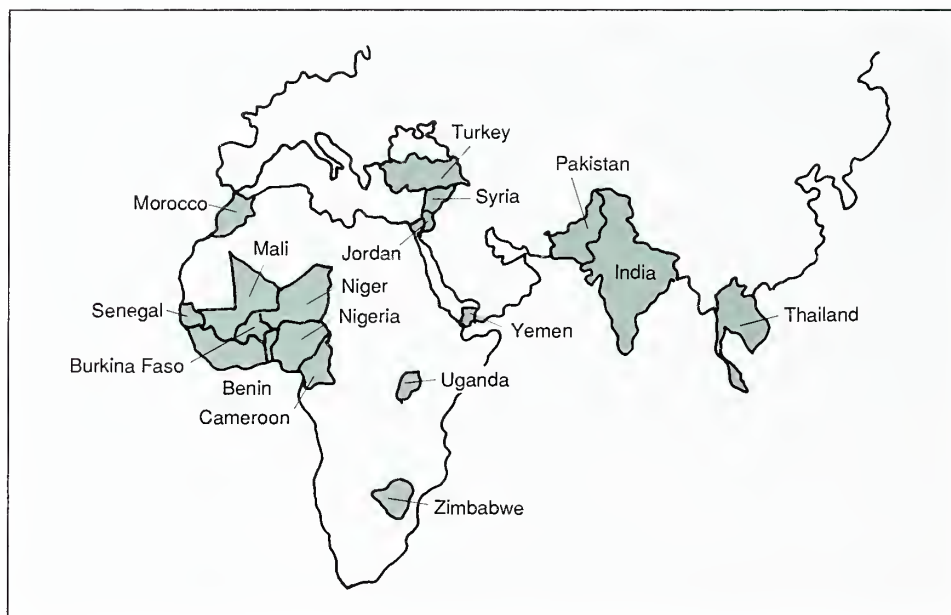 Turkey
Pakistan
Morocco
Syria
Mali
Jordan
India
Niger
Senegal
Nigeria
Yemen
Thailand
Burkina Faso
Benin
Uganda
Cameroon
Zimbabwe